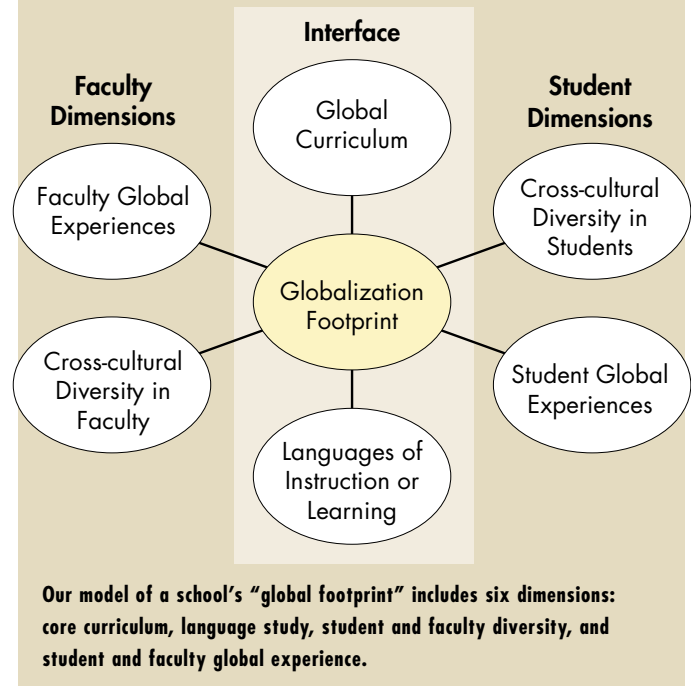 Interface
Faculty
Dimensions
Student
Dimensions
Global
Curriculum
Faculty Global
Experiences
Cross-cultural
Diversity in
Students
Globalization
Footprint
Cross-cultural
Diversity in
Faculty
Student Global
Experiences
Languages of
Instruction or
Learning
Our model of a school’s “global footprint” includes six dimensions:
core curriculum, language study, student and faculty diversity, and
student and faculty global experience.